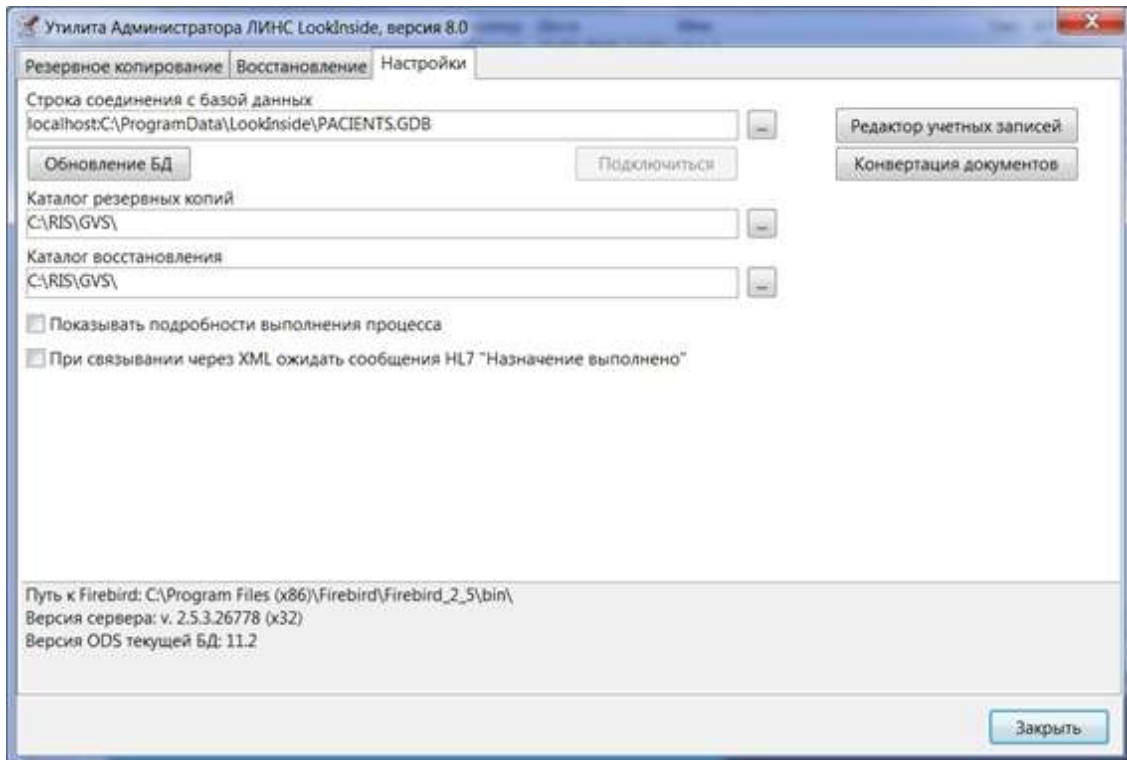 Утилита Администратора ЛИНС LookInside, версия 8.0
Резервное копирование Восстановление Настройки
Строка соединения с базой данных
localhost:C:\ProgramData\LookInside\PACIENTS.GDB ... Редактор учетных записей
Обновление БД Подключиться Конвертация документов
Каталог резервных копий
C:\RIS\GVS\ ...
Каталог восстановления
C:\RIS\GVS\ ...
Показывать подробности выполнения процесса
При связывании через XML ожидать сообщения HL7 "Назначение выполнено"
Путь к Firebird: C:\Program Files (x86)\Firebird\Firebird_2_5\bin\
Версия сервера: v. 2.5.3.26778 (x32)
Версия ODS текущей БД: 11.2
Закрыть